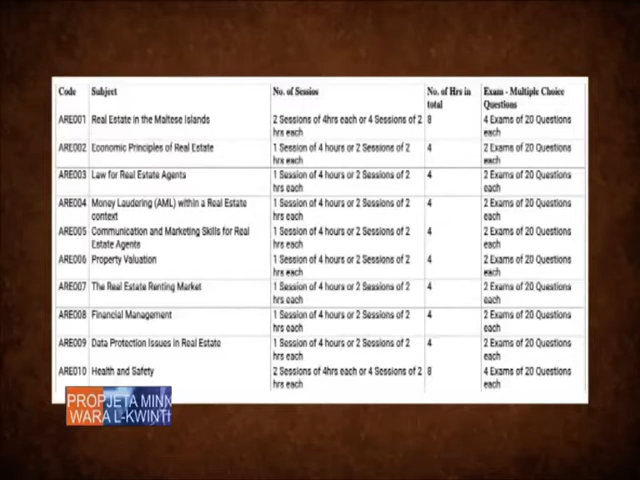 Code Subject No. of Session No. of Hrs in total Exam - Multiple Choice Questions
ARE001 Real Estate in the Maltese Islands 2 Sessions of 4hrs each or 4 Sessions of 2 hrs each 8 4 Exams of 20 Questions each
ARE002 Economic Principles of Real Estate 1 Session of 4 hours or 2 Sessions of 2 hrs each 4 2 Exams of 20 Questions each
ARE003 Law for Real Estate Agents 1 Session of 4 hours or 2 Sessions of 2 hrs each 4 2 Exams of 20 Questions each
ARE004 Money Laudering (AML) within a Real Estate context 1 Session of 4 hours or 2 Sessions of 2 hrs each 4 2 Exams of 20 Questions each
ARE005 Communication and Marketing Skills for Real Estate Agents 1 Session of 4 hours or 2 Sessions of 2 hrs each 4 2 Exams of 20 Questions each
ARE006 Property Valuation 1 Session of 4 hours or 2 Sessions of 2 hrs each 4 2 Exams of 20 Questions each
ARE007 The Real Estate Renting Market 1 Session of 4 hours or 2 Sessions of 2 hrs each 4 2 Exams of 20 Questions each
ARE008 Financial Management 1 Session of 4 hours or 2 Sessions of 2 hrs each 4 2 Exams of 20 Questions each
ARE009 Data Protection Issues in Real Estate 1 Session of 4 hours or 2 Sessions of 2 hrs each 4 2 Exams of 20 Questions each
ARE010 Health and Safety 2 Sessions of 4hrs each or 4 Sessions of 2 hrs each 8 4 Exams of 20 Questions each
PROPJETA MINN
WARA L-KWINTI